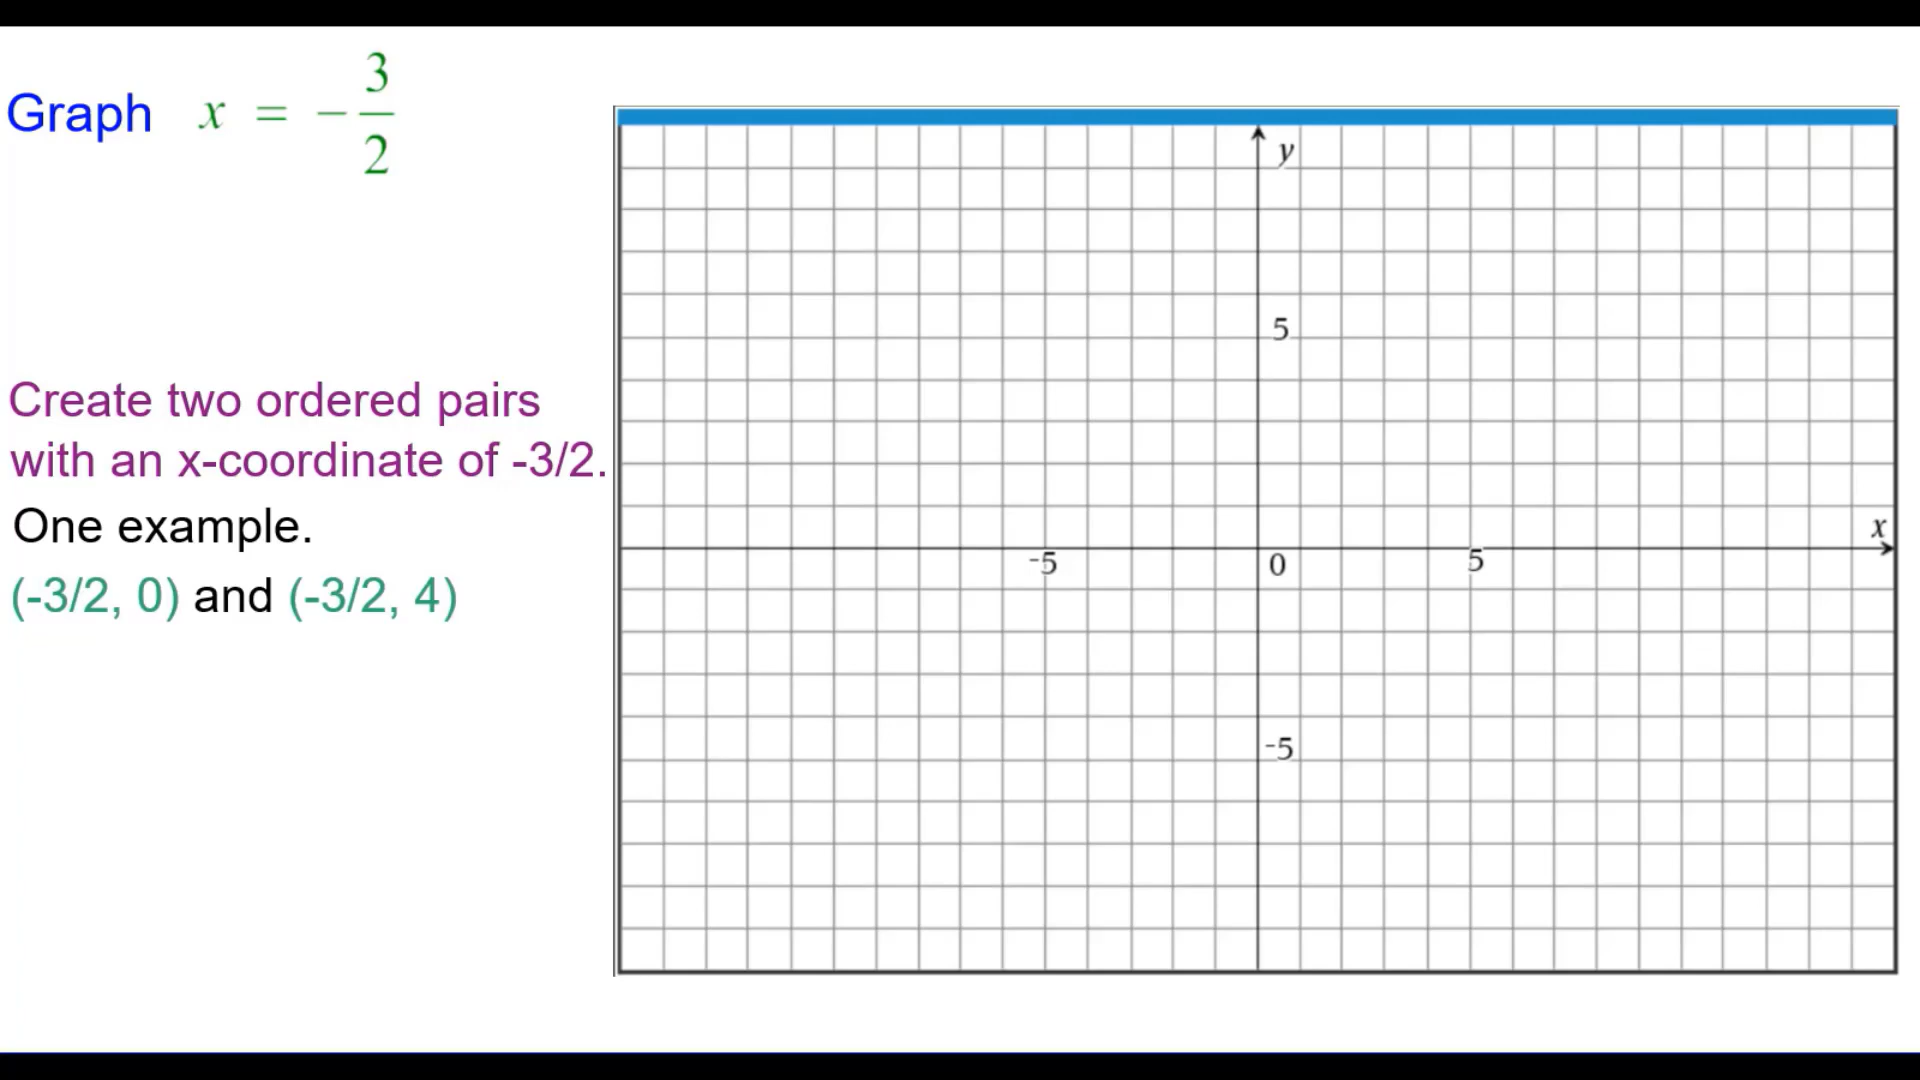 Graph x = -3/2
Create two ordered pairs
with an x-coordinate of -3/2.
One example.
(-3/2, 0) and (-3/2, 4)
y
5
x
-5 0 5
-5